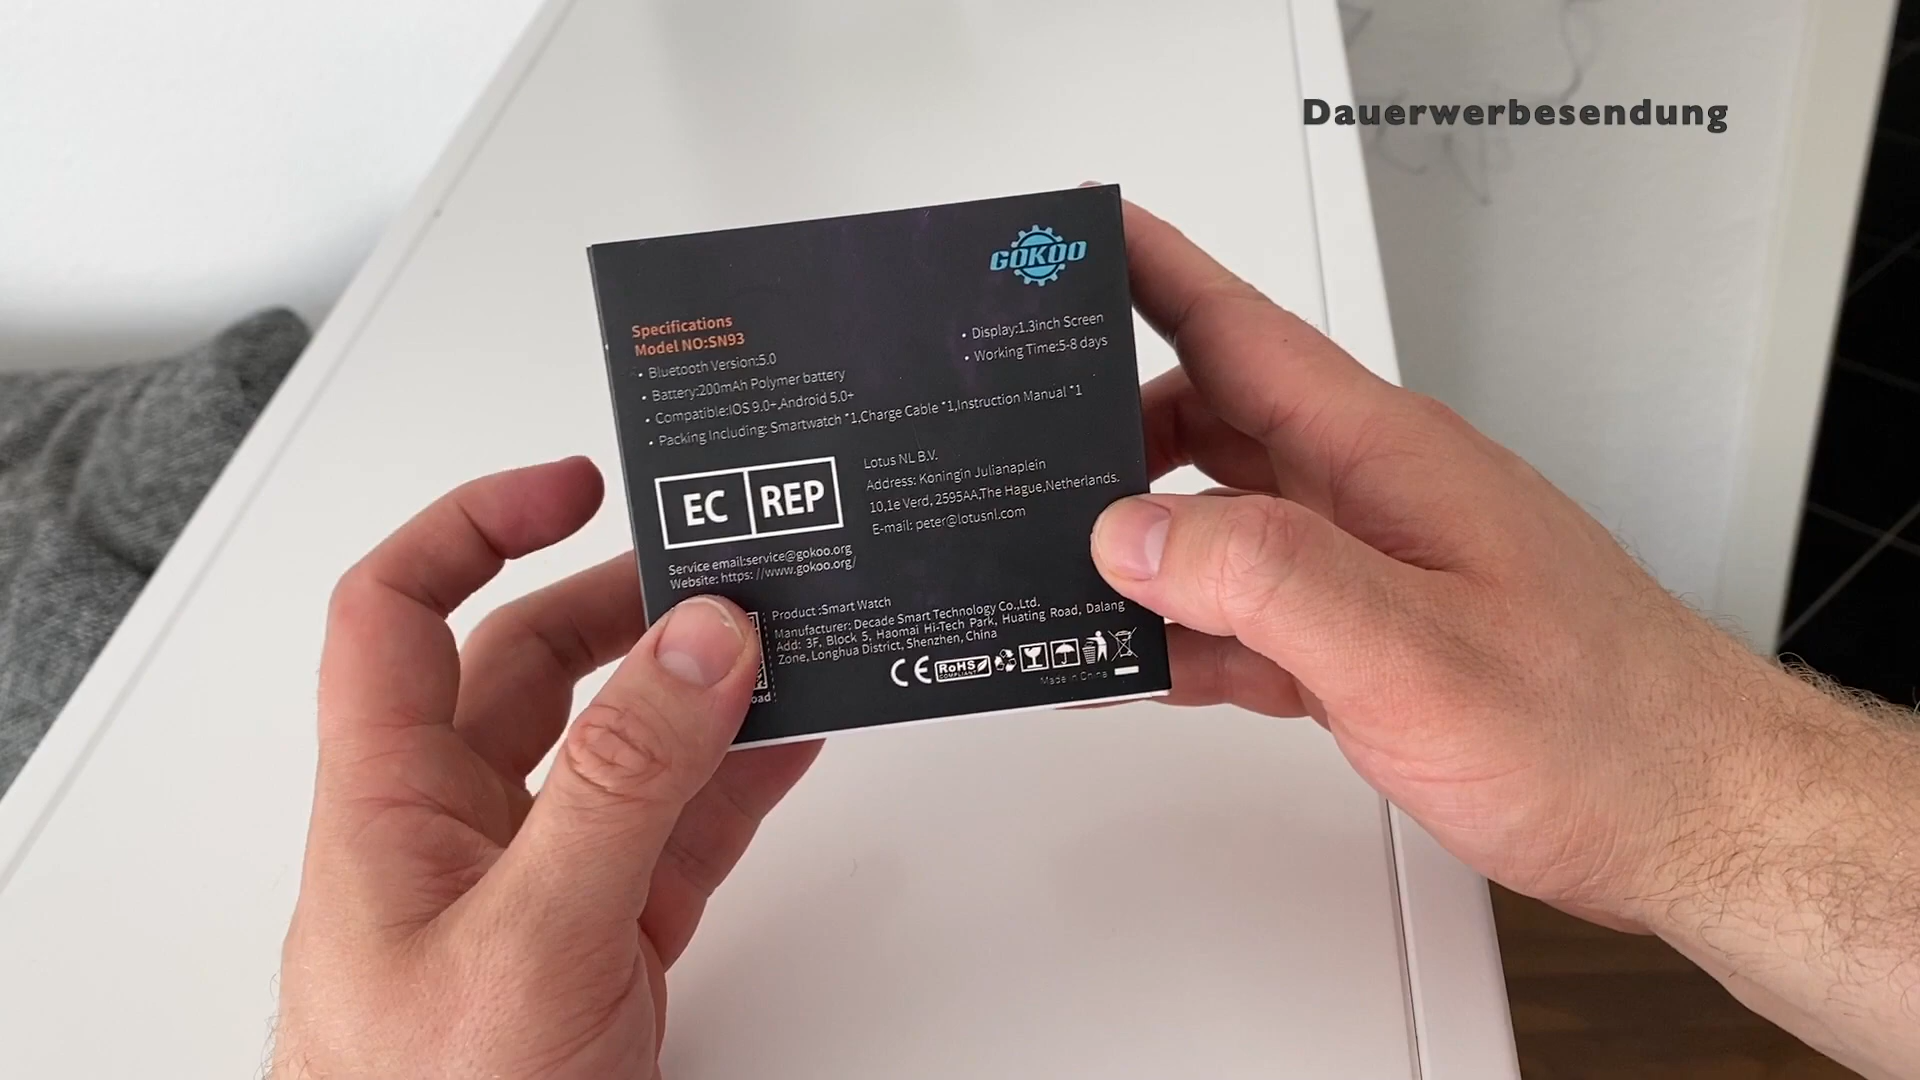 Dauerwerbesendung
GOKOO
Specifications
Model NO:SN93
• Bluetooth Version:5.0
• Battery:200mAh Polymer battery
• Compatible:IOS 9.0+,Android 5.0+
• Packing Including: Smartwatch *1,Charge Cable *1,Instruction Manual *1
• Display:1.3inch Screen
• Working Time:5-8 days
EC REP
Lotus NL B.V.
Address: Koningin Julianaplein
10,1e Verd, 2595AA,The Hague,Netherlands.
E-mail: peter@lotusnl.com
Service email:service@gokoo.org
Website: https: //www.gokoo.org/
Product :Smart Watch
Manufacturer: Decade Smart Technology Co.,Ltd.
Add: 3F, Block 5, Haomai Hi-Tech Park, Huating Road, Dalang
Zone, Longhua District, Shenzhen, China
CE RoHS
COMPLIANT
Made in China